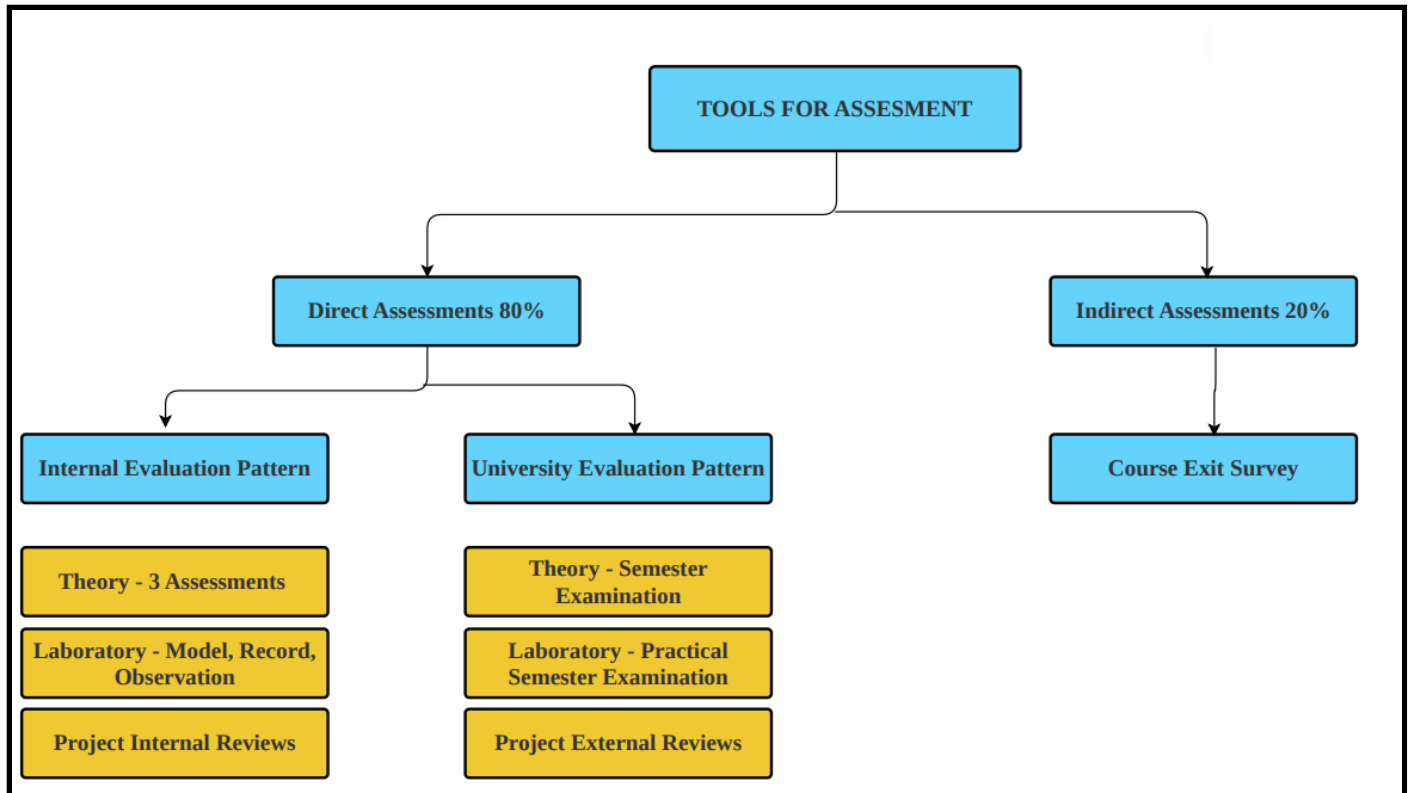 TOOLS FOR ASSESMENT
Direct Assessments 80%
Indirect Assessments 20%
Internal Evaluation Pattern
University Evaluation Pattern
Course Exit Survey
Theory - 3 Assessments
Theory - Semester
Examination
Laboratory - Model, Record,
Observation
Laboratory - Practical
Semester Examination
Project Internal Reviews
Project External Reviews